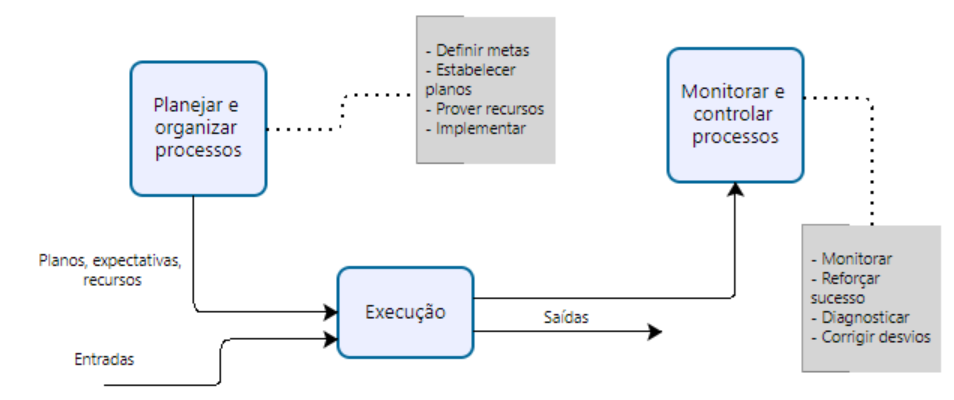 Planejar e
organizar
processos
- Definir metas
- Estabelecer
planos
- Prover recursos
- Implementar
Monitorar e
controlar
processos
Planos, expectativas,
recursos
Execução
Saídas
Entradas
- Monitorar
- Reforçar
sucesso
- Diagnosticar
- Corrigir desvios